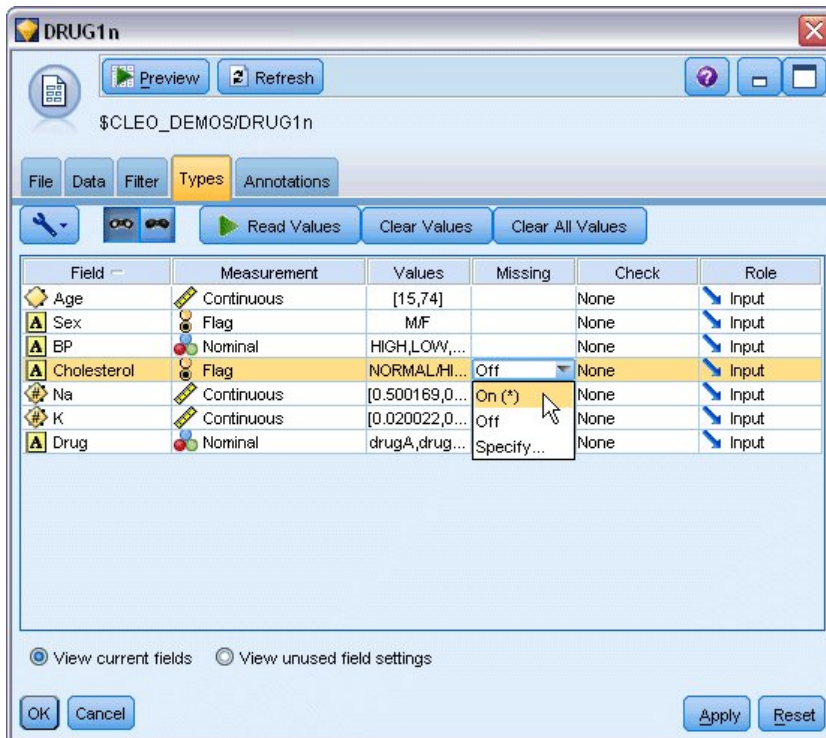 DRUG1n
Preview Refresh
$CLEO_DEMOS/DRUG1n
File Data Filter Types Annotations
Read Values Clear Values Clear All Values
Field Measurement Values Missing Check Role
Age Continuous [15,74] None Input
A Sex Flag M/F None Input
A BP Nominal HIGH,LOW,... None Input
A Cholesterol Flag NORMAL/HI... Off None Input
# Na Continuous [0.500169,0... On (*) None Input
# K Continuous [0.020022,0... Off None Input
A Drug Nominal drugA,drug... Specify... None Input
View current fields View unused field settings
OK Cancel Apply Reset